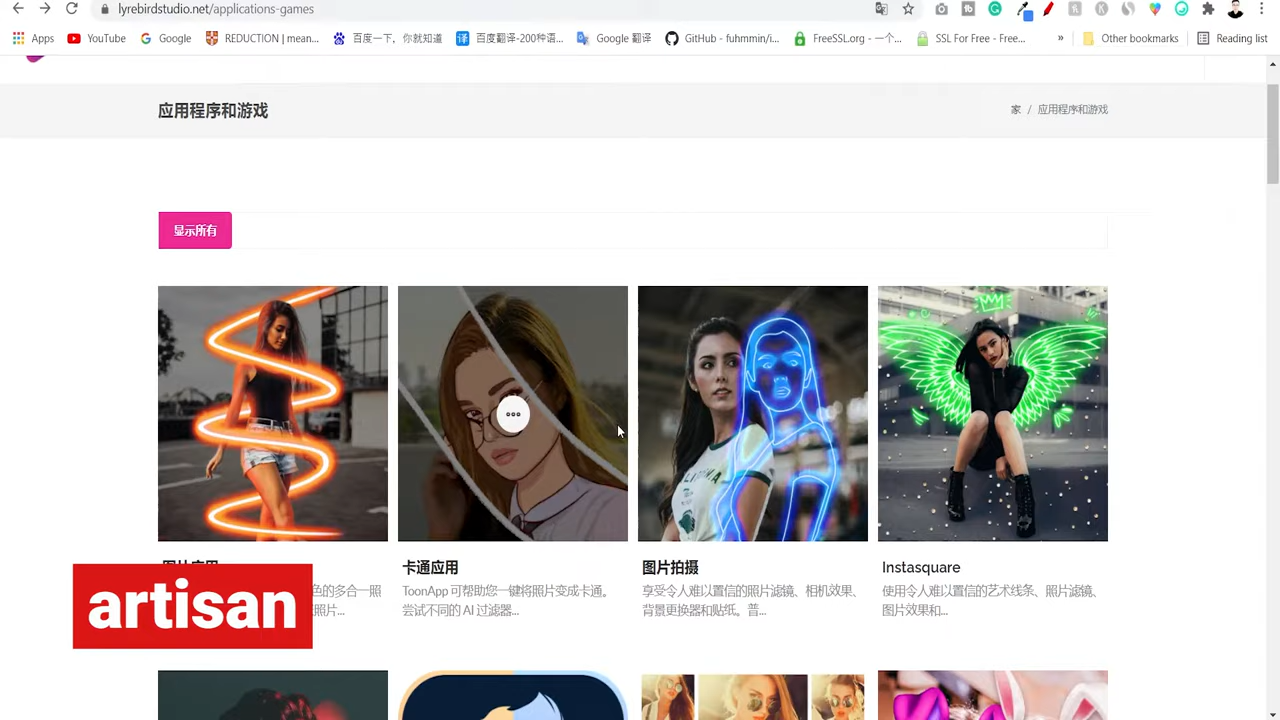 lyrebirdstudio.net/applications-games
Apps YouTube Google REDUCTION | mean... 百度一下，你就知道 百度翻译-200种语... Google 翻译 GitHub - fuhmmin/i... FreeSSL.org - 一个... SSL For Free - Free... » Other bookmarks Reading list
应用程序和游戏
家 / 应用程序和游戏
显示所有
卡通应用
图片拍摄
Instasquare
色的多合一照
照片...
ToonApp 可帮助您一键将照片变成卡通。
尝试不同的 AI 过滤器...
享受令人难以置信的照片滤镜、相机效果、
背景更换器和贴纸。普...
使用令人难以置信的艺术线条、照片滤镜、
图片效果和...
artisan